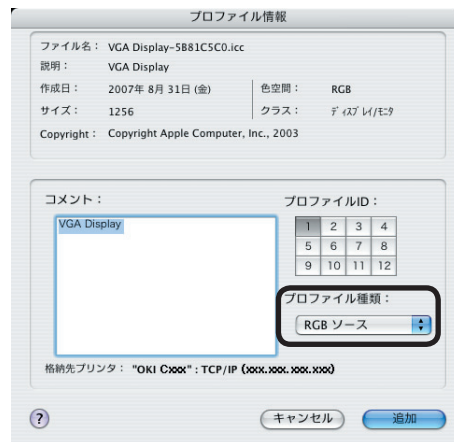 プロファイル情報
ファイル名： VGA Display-5B81C5C0.icc
説明： VGA Display
作成日： 2007年 8月 31日 (金) 色空間： RGB
サイズ： 1256 クラス： ﾃﾞｨｽﾌﾟﾚｲ/ﾓﾆﾀ
Copyright： Copyright Apple Computer, Inc., 2003
コメント： プロファイルID：
VGA Display
1 2 3 4
5 6 7 8
9 10 11 12
プロファイル種類：
RGB ソース
格納先プリンタ： "OKI Cxxx" : TCP/IP (xxx.xxx.xxx.xxx)
? キャンセル 追加